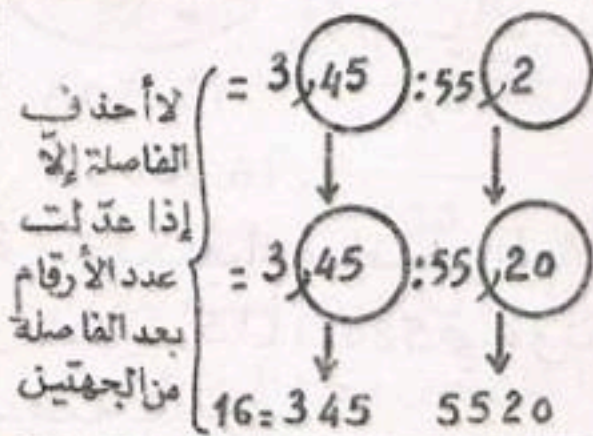 لا أحذف
الفاصلة إلاّ
إذا عدّلت
عدد الأرقام
بعد الفاصلة
من الجهتين
= 3,45 : 55,2
= 3,45 : 55,20
16 = 345 5520